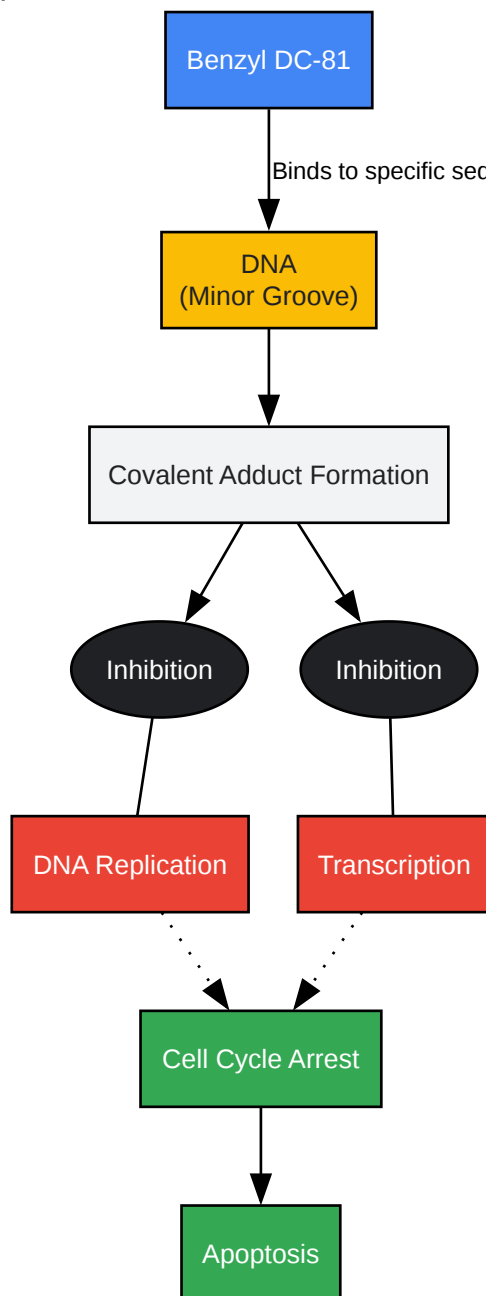 Benzyl DC-81
Binds to specific
DNA
(Minor Groove)
Covalent Adduct Formation
Inhibition
Inhibition
DNA Replication
Transcription
Cell Cycle Arrest
Apoptosis